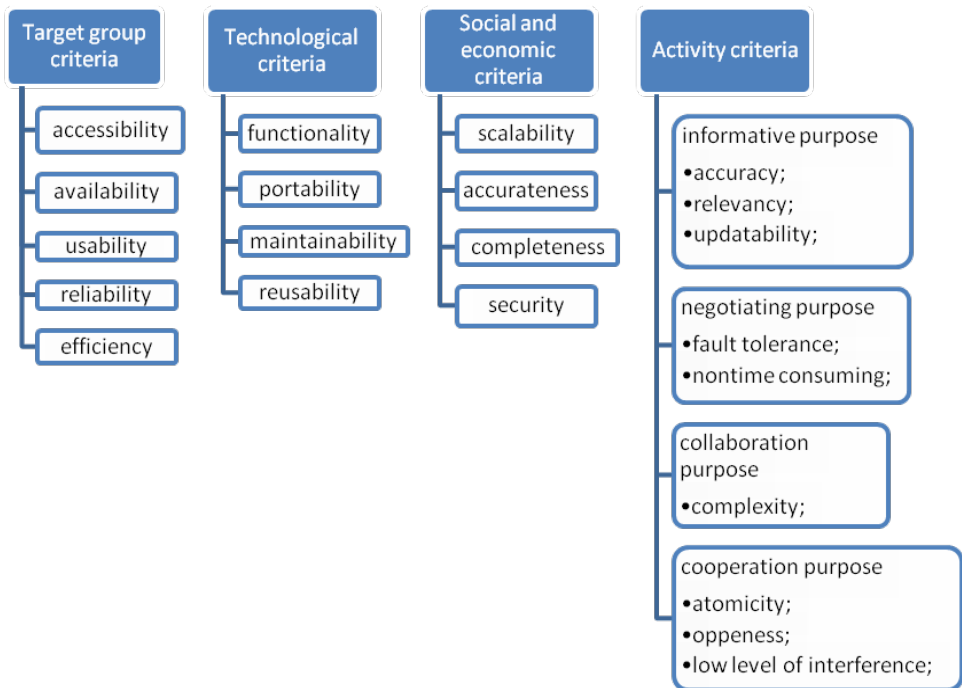 Target group
criteria
accessibility
availability
usability
reliability
efficiency
Technological
criteria
functionality
portability
maintainability
reusability
Social and
economic
criteria
scalability
accurateness
completeness
security
Activity criteria
informative purpose
•accuracy;
•relevancy;
•updatability;
negotiating purpose
•fault tolerance;
•nontime consuming;
collaboration
purpose
•complexity;
cooperation purpose
•atomicity;
•oppeness;
•low level of interference;